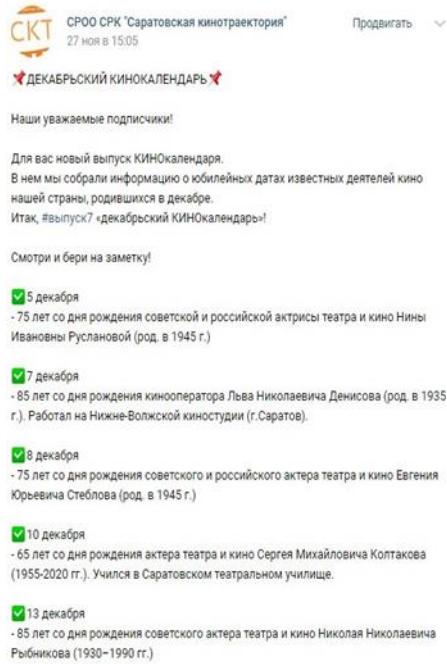 СКТ
СРОО СРК "Саратовская кинотраектория"
Продвигать
27 ноя в 15:05
ДЕКАБРЬСКИЙ КИНОКАЛЕНДАРЬ
Наши уважаемые подписчики!
Для вас новый выпуск КИНОкалендаря.
В нем мы собрали информацию о юбилейных датах известных деятелей кино
нашей страны, родившихся в декабре.
Итак, #выпуск7 «декабрьский КИНОкалендарь»!
Смотри и бери на заметку!
5 декабря
- 75 лет со дня рождения советской и российской актрисы театра и кино Нины
Ивановны Руслановой (род. в 1945 г.)
7 декабря
- 85 лет со дня рождения кинооператора Льва Николаевича Денисова (род. в 1935
г.). Работал на Нижне-Волжской киностудии (г.Саратов).
8 декабря
- 75 лет со дня рождения советского и российского актера театра и кино Евгения
Юрьевича Стеблова (род. в 1945 г.)
10 декабря
- 65 лет со дня рождения актера театра и кино Сергея Михайловича Колтакова
(1955-2020 гг.). Учился в Саратовском театральном училище.
13 декабря
- 85 лет со дня рождения советского актера театра и кино Николая Николаевича
Рыбникова (1930–1990 гг.)